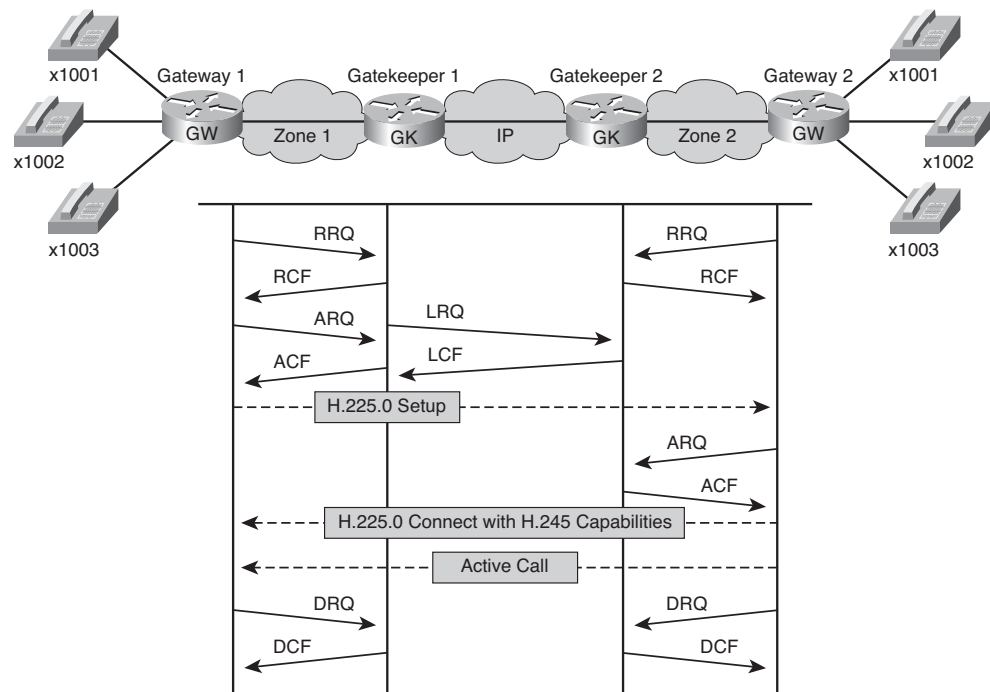 x1001
Gateway 1
Gatekeeper 1
Gatekeeper 2
Gateway 2
x1001
x1002
GW
Zone 1
GK
IP
GK
Zone 2
GW
x1002
x1003
x1003
RRQ
RRQ
RCF
RCF
ARQ
LRQ
ACF
LCF
H.225.0 Setup
ARQ
ACF
H.225.0 Connect with H.245 Capabilities
Active Call
DRQ
DRQ
DCF
DCF